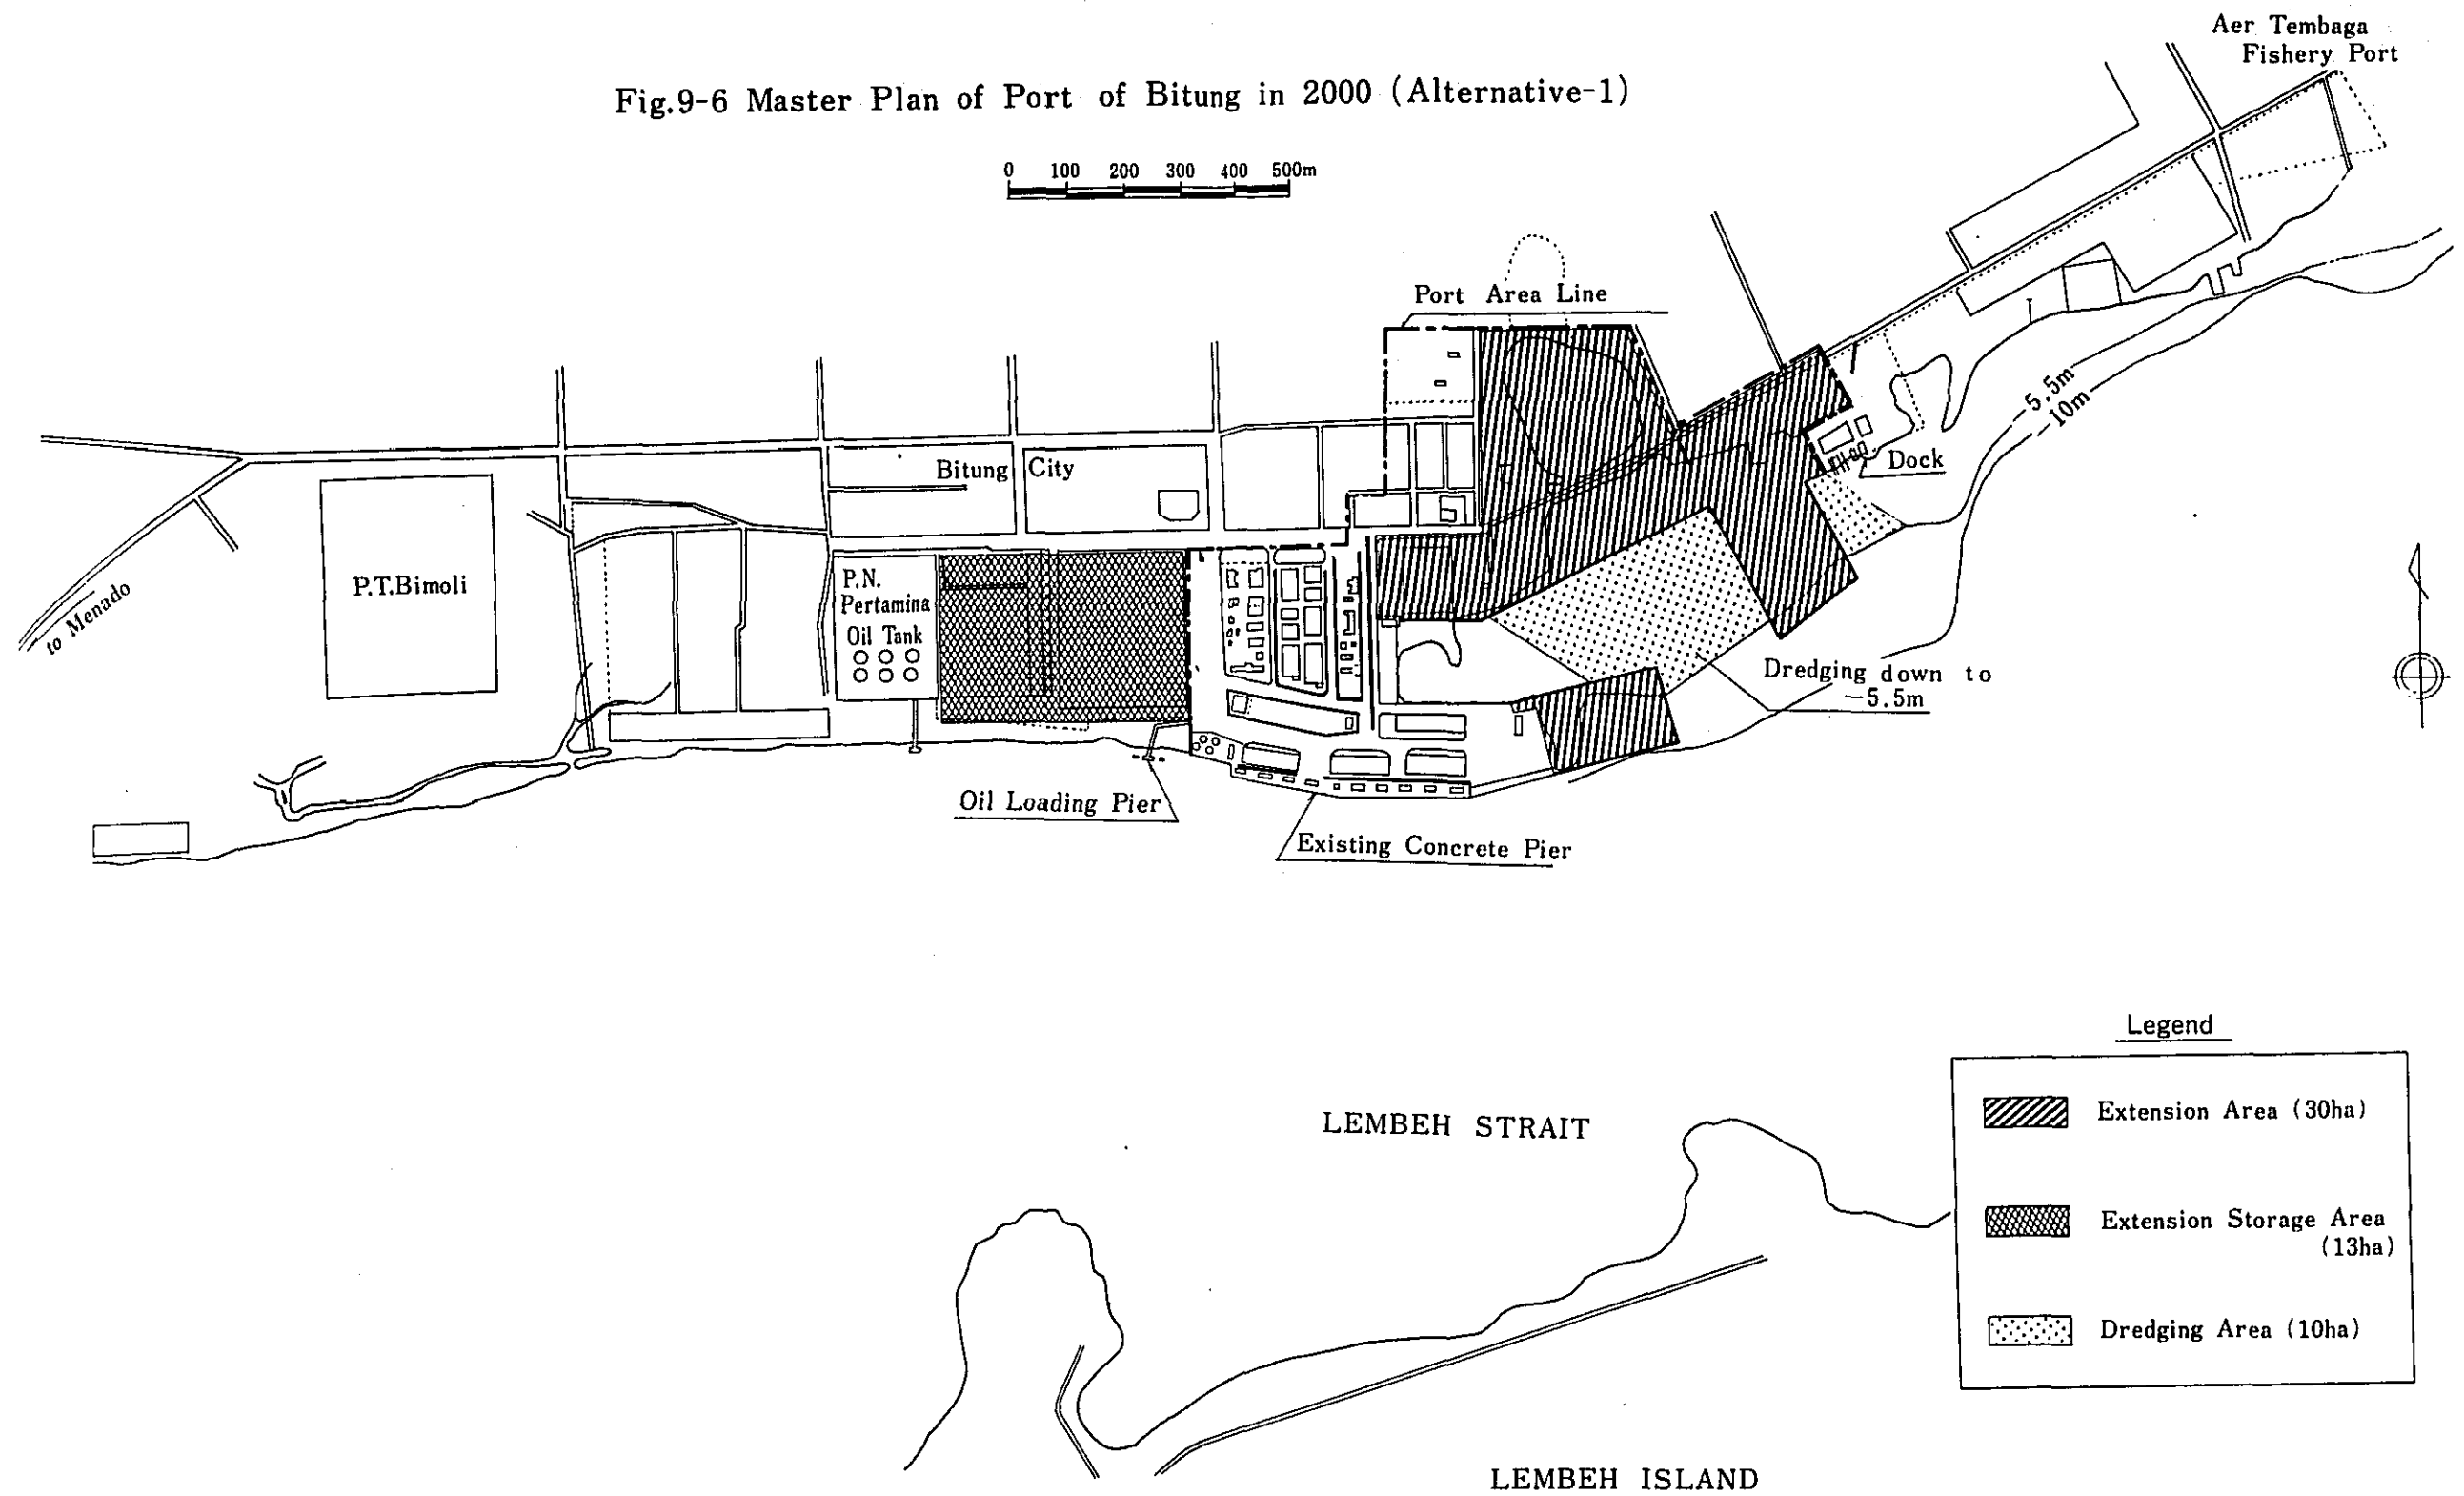 Aer Tembaga
Fishery Port
Fig.9-6 Master Plan of Port of Bitung in 2000 (Alternative-1)
0 100 200 300 400 500m
Port Area Line
-5.5m
-10m
Bitung City
Dock
P.T.Bimoli
P.N.
Pertamina
Oil Tank
to Menado
Dredging down to
-5.5m
Oil Loading Pier
Existing Concrete Pier
Legend
Extension Area (30ha)
Extension Storage Area
(13ha)
Dredging Area (10ha)
LEMBEH STRAIT
LEMBEH ISLAND